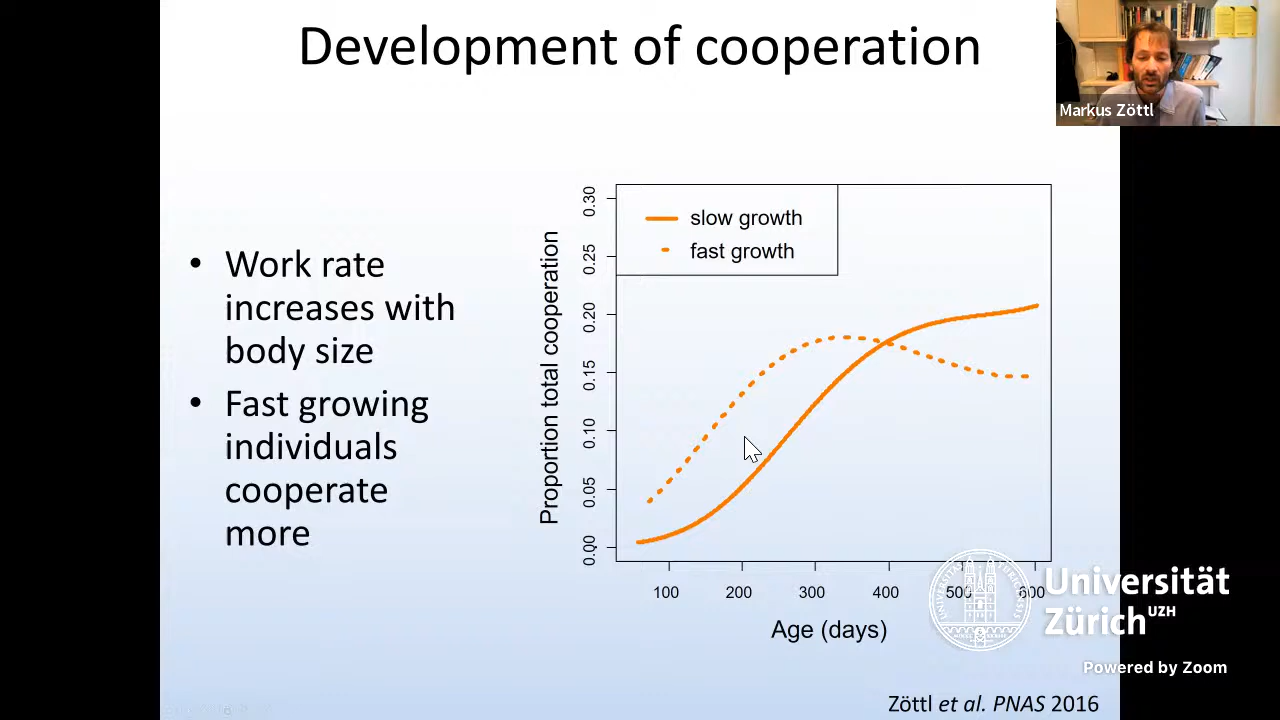 Development of cooperation
Markus Zöttl
• Work rate
increases with
body size
• Fast growing
individuals
cooperate
more
slow growth
fast growth
Proportion total cooperation
0.30
0.25
0.20
0.15
0.10
0.05
0.00
100 200 300 400 500 600
Age (days)
Universität
Zürich UZH
Powered by Zoom
Zöttl et al. PNAS 2016